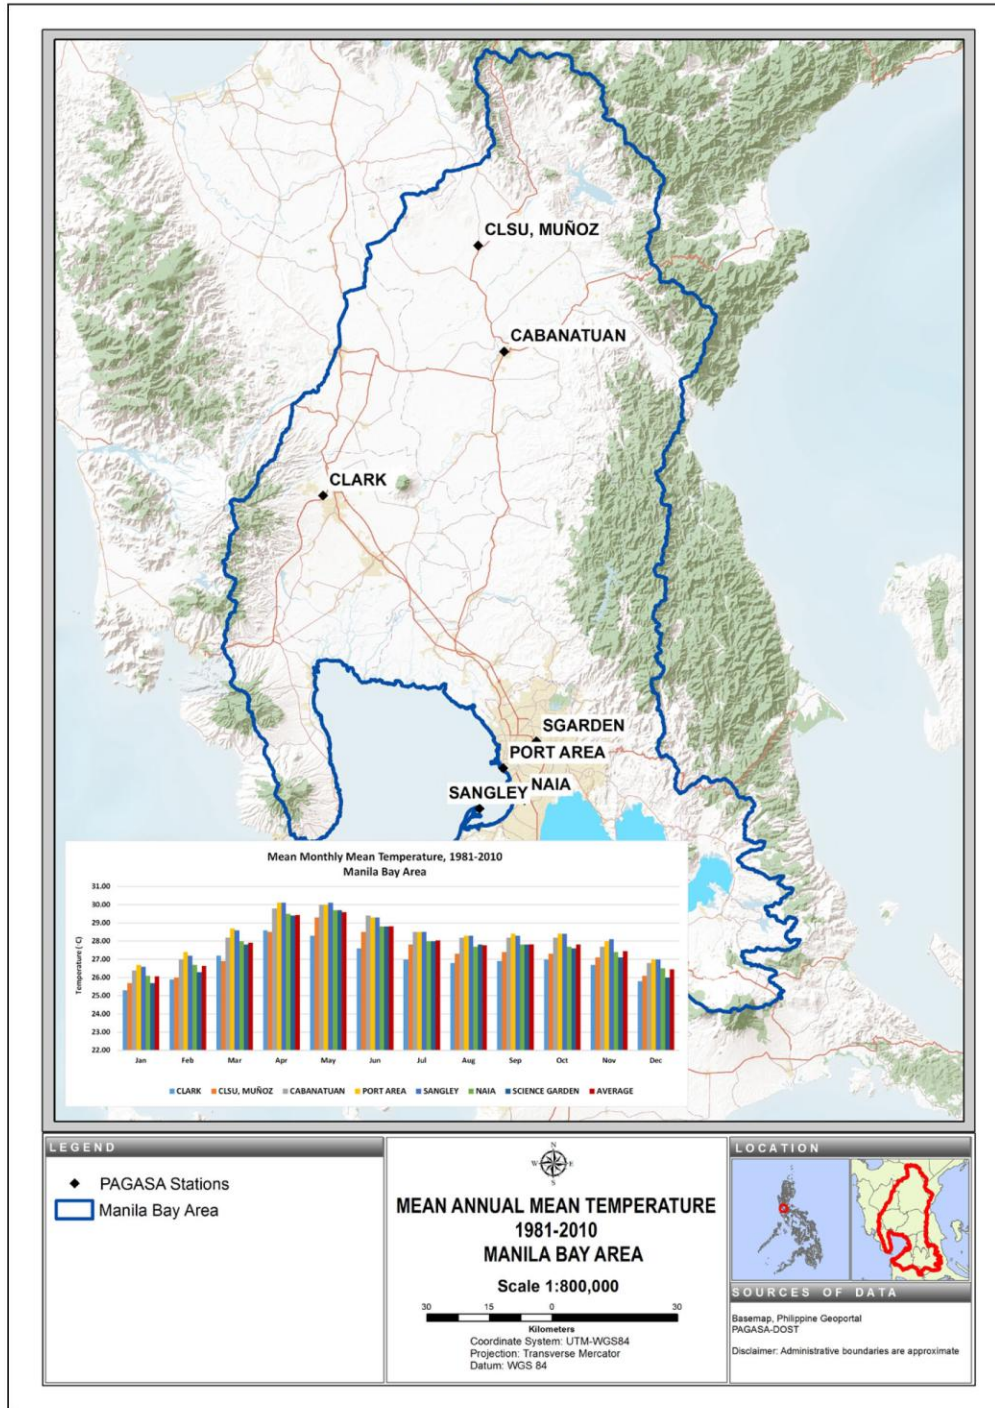 CLSU, MUÑOZ
CABANATUAN
CLARK
SGARDEN
PORT AREA
NAIA
SANGLEY
Mean Monthly Mean Temperature, 1981-2010
Manila Bay Area
Temperature (°C)
31.00
30.00
29.00
28.00
27.00
26.00
25.00
24.00
23.00
22.00
Jan Feb Mar Apr May Jun Jul Aug Sep Oct Nov Dec
CLARK CLSU, MUÑOZ CABANATUAN PORT AREA SANGLEY NAIA SCIENCE GARDEN AVERAGE
LEGEND
PAGASA Stations
Manila Bay Area
N
W E
S
MEAN ANNUAL MEAN TEMPERATURE
1981-2010
MANILA BAY AREA
Scale 1:800,000
30 15 0 30
Kilometers
Coordinate System: UTM-WGS84
Projection: Transverse Mercator
Datum: WGS 84
LOCATION
SOURCES OF DATA
Basemap, Philippine Geoportal
PAGASA-DOST
Disclaimer: Administrative boundaries are approximate